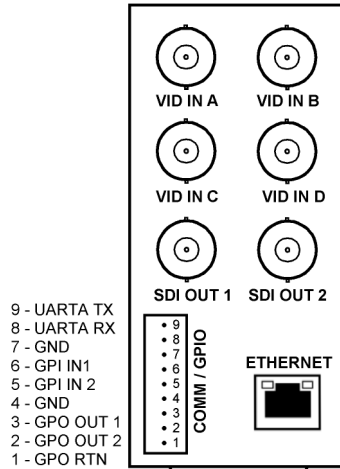 VID IN A
VID IN B
VID IN C
VID IN D
SDI OUT 1
SDI OUT 2
9 - UARTA TX
8 - UARTA RX
7 - GND
6 - GPI IN1
5 - GPI IN 2
4 - GND
3 - GPO OUT 1
2 - GPO OUT 2
1 - GPO RTN
9
8
7
6
5
4
3
2
1
COMM / GPIO
ETHERNET